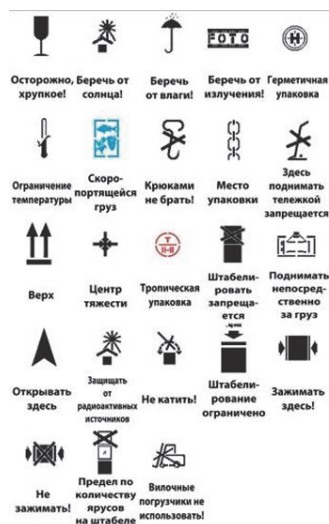 FOTO
Осторожно, хрупкое!
Беречь от солнца!
Беречь от влаги!
Беречь от излучения!
Герметичная упаковка
Ограничение температуры
Скоро-
портящейся
груз
Крюками
не брать!
Место
упаковки
Здесь
поднимать
тележкой
запрещается
Верх
Центр
тяжести
Тропическая
упаковка
Штабели-
ровать
запреща-
ется
Поднимать
непосред-
ственно
за груз
Открывать
здесь
Защищать
от
радиоактивных
источников
Не катить!
Штабели-
рование
ограничено
Зажимать
здесь!
Не
зажимать!
Предел по
количеству
ярусов
на штабеле
Вилочные
погрузчики не
использовать!